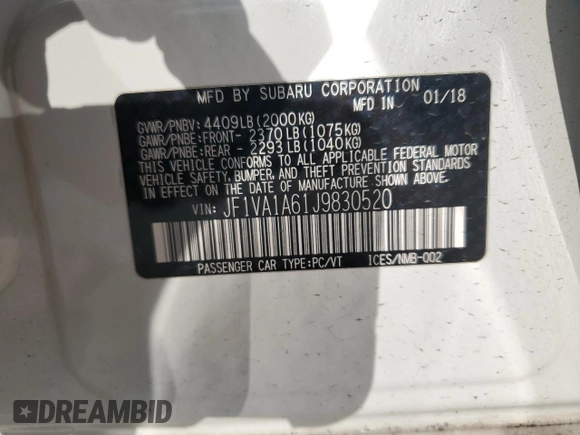 MFD BY SUBARU CORPORATION
MFD IN 01/18
GVWR/PNBV: 4409LB(2000KG)
GAWR/PNBE:FRONT- 2370LB(1075KG)
GAWR/PNBE:REAR - 2293LB(1040KG)
THIS VEHICLE CONFORMS TO ALL APPLICABLE FEDERAL MOTOR
VEHICLE SAFETY, BUMPER, AND THEFT PREVENTION STANDARDS
IN EFFECT ON THE DATE OF MANUFACTURE SHOWN ABOVE.
VIN: JF1VA1A61J9830520
PASSENGER CAR TYPE:PC/VT ICES/NMB-002
DREAMBID